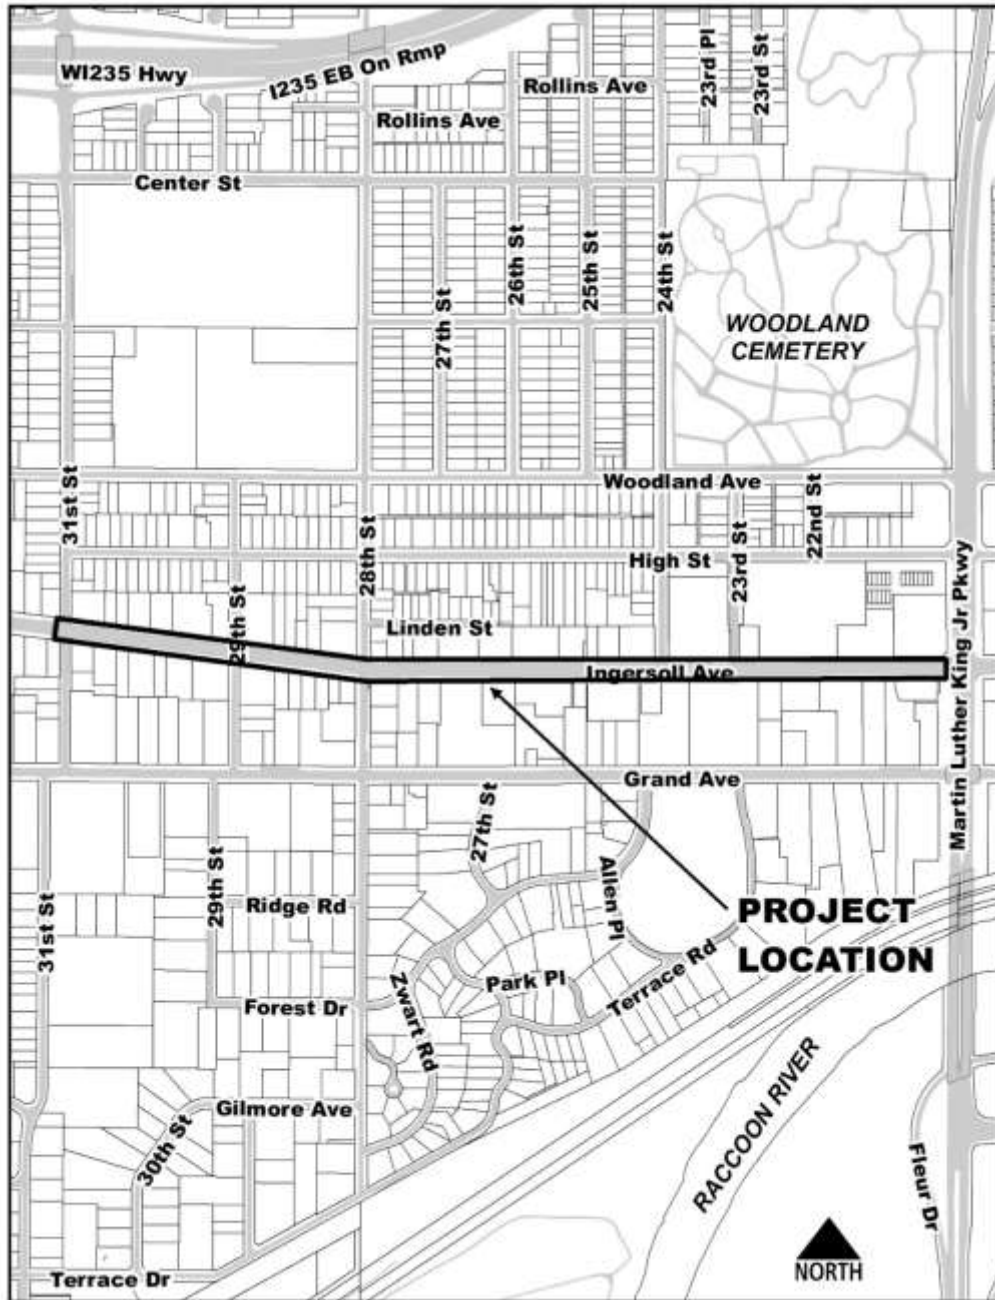 23rd Pl
23rd St
WI235 Hwy
I235 EB On Rmp
Rollins Ave
Rollins Ave
Center St
26th St
25th St
24th St
27th St
WOODLAND
CEMETERY
31st St
Woodland Ave
22nd St
28th St
High St
23rd St
29th St
Linden St
Ingersoll Ave
Martin Luther King Jr Pkwy
Grand Ave
27th St
29th St
Allen Pl
31st St
Ridge Rd
PROJECT
LOCATION
Park Pl
Terrace Rd
Forest Dr
Zwart Rd
RACCOON RIVER
Gilmore Ave
30th St
Fleur Dr
Terrace Dr
NORTH